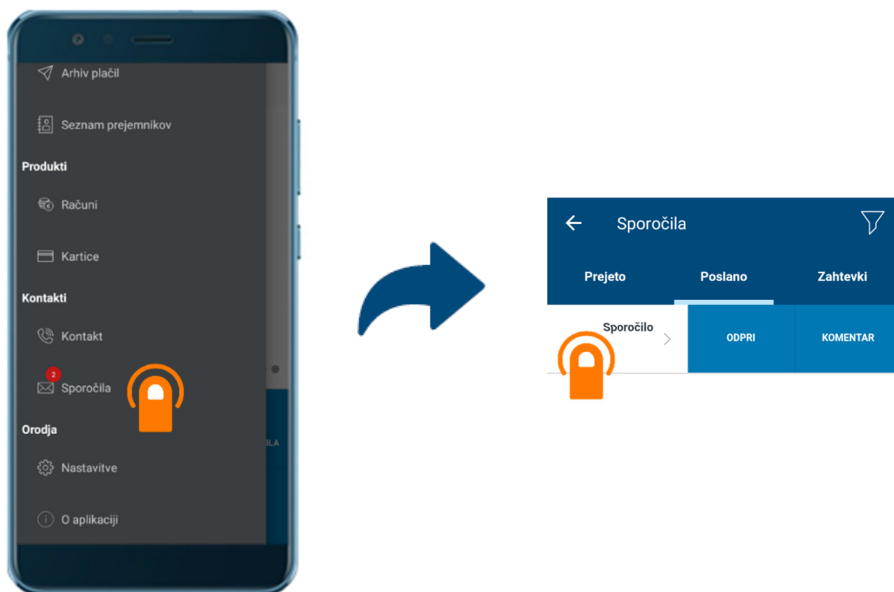 Arhiv plačil
Seznam prejemnikov
Produkti
Računi
Kartice
Kontakti
Kontakt
2
Sporočila
Orodja
Nastavitve
O aplikaciji
ILA
Sporočila
Prejeto Poslano Zahtevki
Sporočilo
ODPRI KOMENTAR